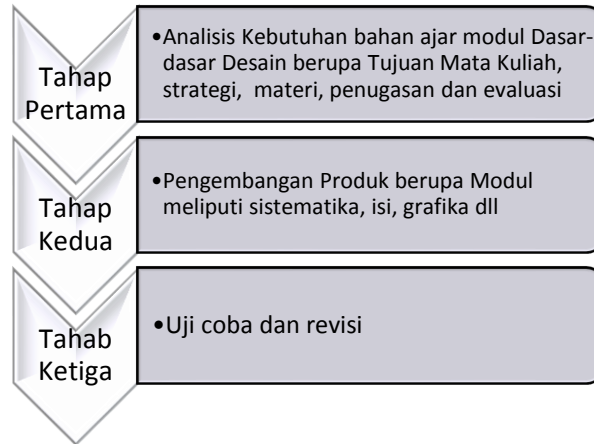 Tahap
Pertama
•Analisis Kebutuhan bahan ajar modul Dasar-
dasar Desain berupa Tujuan Mata Kuliah,
strategi, materi, penugasan dan evaluasi
Tahap
Kedua
•Pengembangan Produk berupa Modul
meliputi sistematika, isi, grafika dll
Tahab
Ketiga
•Uji coba dan revisi